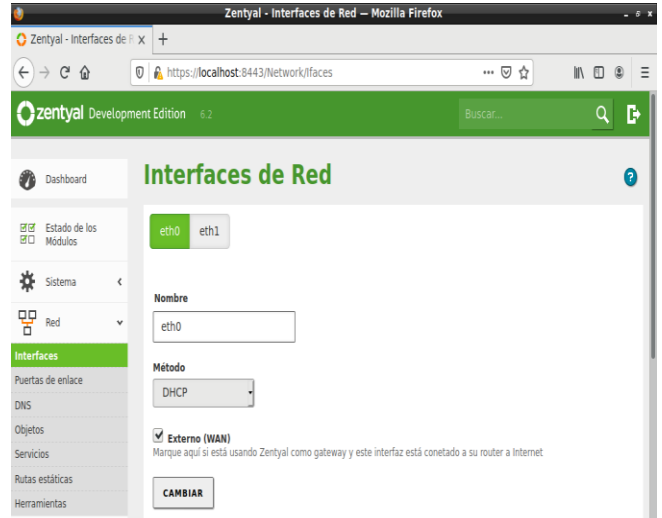 Zentyal - Interfaces de Red — Mozilla Firefox
Zentyal - Interfaces de R
https://localhost:8443/Network/Ifaces
zentyal Development Edition 6.2
Buscar...
Dashboard
Estado de los
Módulos
Sistema
Red
Interfaces
Puertas de enlace
DNS
Objetos
Servicios
Rutas estáticas
Herramientas
Interfaces de Red
?
eth0 eth1
Nombre
eth0
Método
DHCP
Externo (WAN)
Marque aquí si está usando Zentyal como gateway y este interfaz está conetado a su router a Internet
CAMBIAR